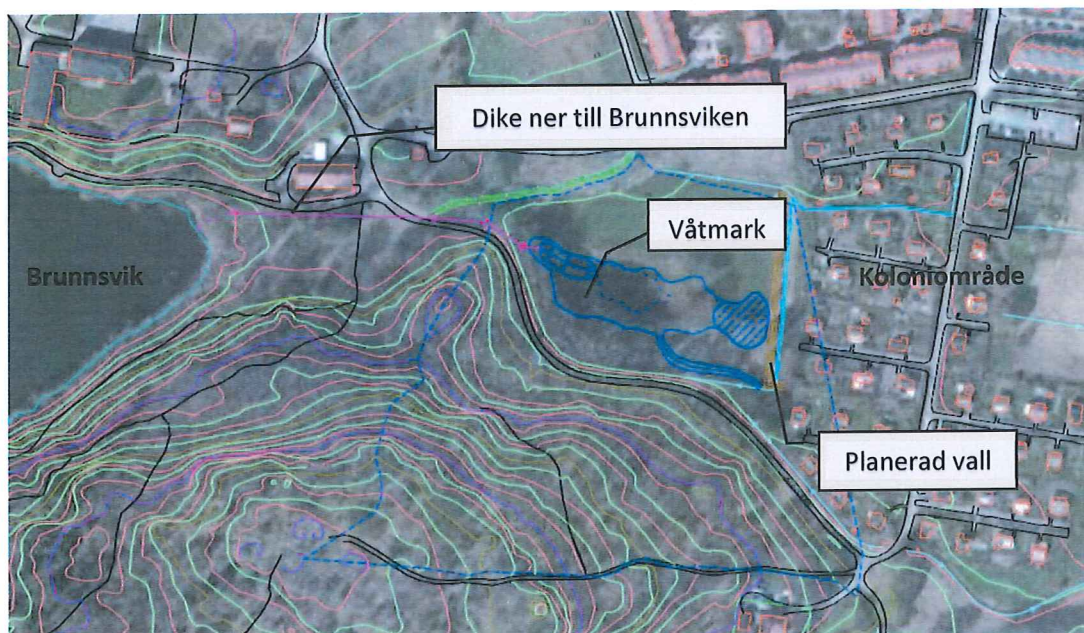 Dike ner till Brunnsviken
Våtmark
Brunnsvik
Koloniområde
Planerad vall